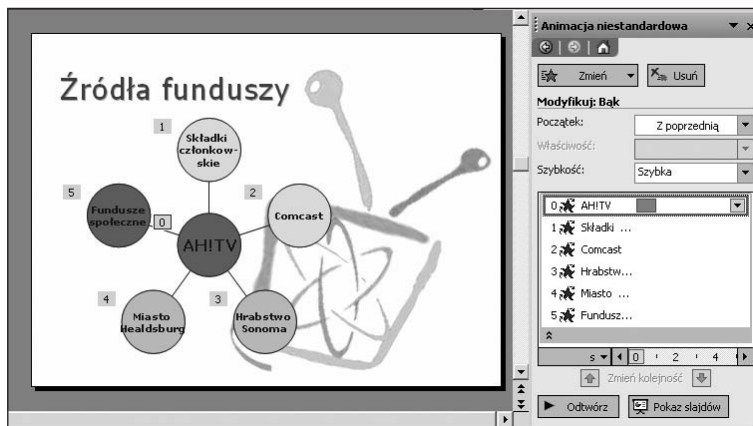 Źródła funduszy
1
Składki
członkow-
skie
5
Fundusze
społeczne
0
2
Comcast
AH!TV
4
Miasto
Healdsburg
3
Hrabstwo
Sonoma
Animacja niestandardowa
Zmień
Usuń
Modyfikuj: Bąk
Początek:
Z poprzednią
Właściwość:
Szybkość:
Szybka
0 AH!TV
1 Składki ...
2 Comcast
3 Hrabstw...
4 Miasto ...
5 Fundusz...
s 0 2 4
Zmień kolejność
Odtwórz
Pokaz slajdów